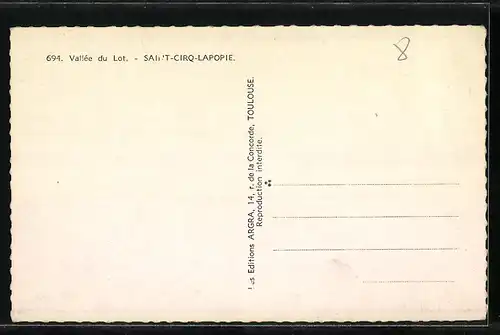 694. Vallée du Lot. - SAINT-CIRQ-LAPOPIE.
8
Les Editions ARGRA, 14, r. de la Concorde, TOULOUSE.
Reproduction interdite.